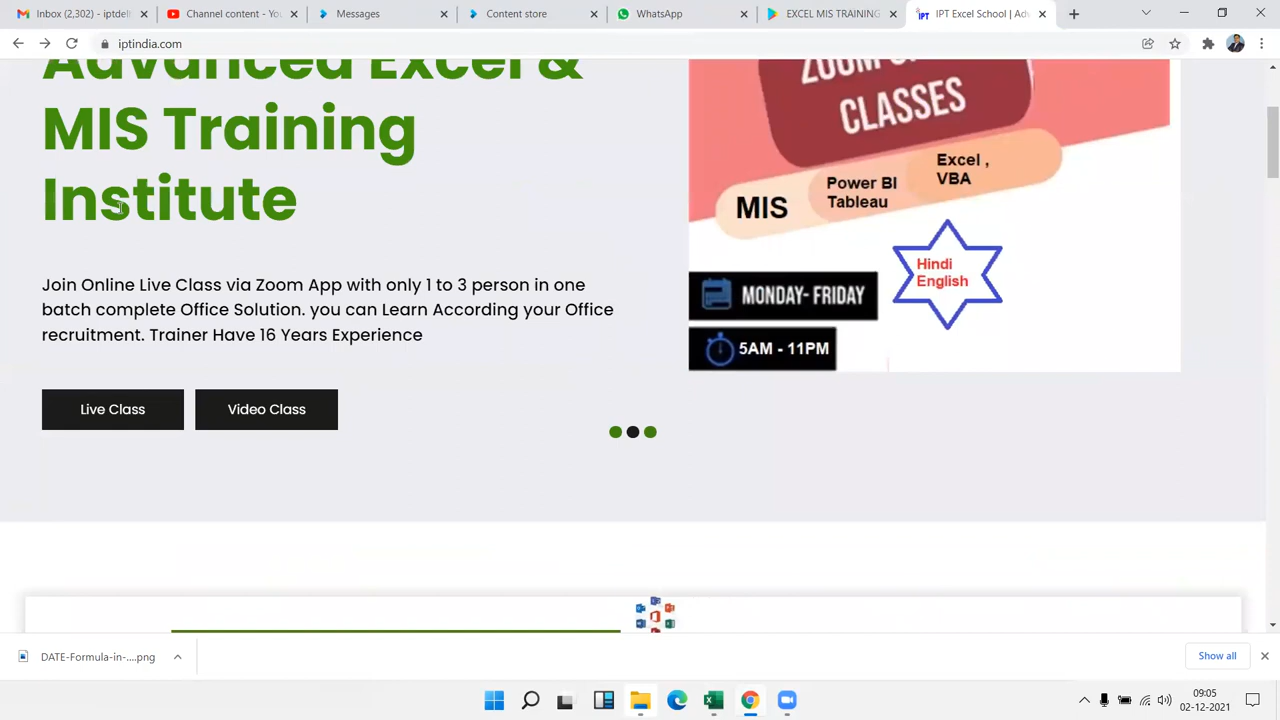 Inbox (2,302) - iptdelh
Channel content - You
Messages
Content store
WhatsApp
EXCEL MIS TRAINING
IPT Excel School | Adv
iptindia.com
Advanced Excel &
MIS Training
Institute
Join Online Live Class via Zoom App with only 1 to 3 person in one
batch complete Office Solution. you can Learn According your Office
recruitment. Trainer Have 16 Years Experience
Live Class
Video Class
ZOOM
CLASSES
MIS
Power BI
Tableau
Excel ,
VBA
Hindi
English
MONDAY- FRIDAY
5AM - 11PM
DATE-Formula-in-....png
Show all
09:05
02-12-2021